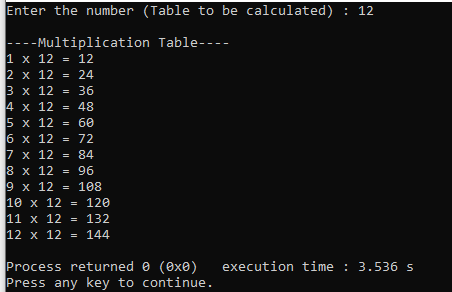 Enter the number (Table to be calculated) : 12
----Multiplication Table----
1 x 12 = 12
2 x 12 = 24
3 x 12 = 36
4 x 12 = 48
5 x 12 = 60
6 x 12 = 72
7 x 12 = 84
8 x 12 = 96
9 x 12 = 108
10 x 12 = 120
11 x 12 = 132
12 x 12 = 144
Process returned 0 (0x0)   execution time : 3.536 s
Press any key to continue.